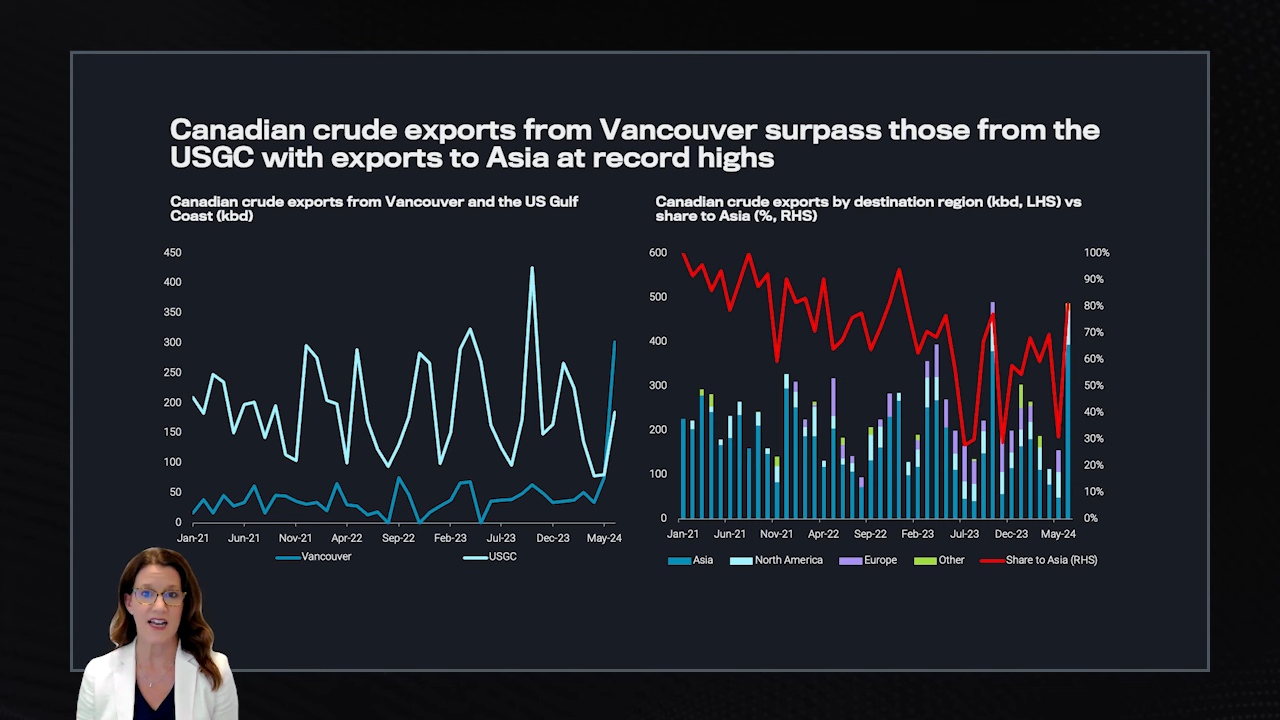 Canadian crude exports from Vancouver surpass those from the
USGC with exports to Asia at record highs
Canadian crude exports from Vancouver and the US Gulf
Coast (kbd)
450
400
350
300
250
200
150
100
50
0
Jan-21 Jun-21 Nov-21 Apr-22 Sep-22 Feb-23 Jul-23 Dec-23 May-24
Vancouver USGC
Canadian crude exports by destination region (kbd, LHS) vs
share to Asia (%, RHS)
600
500
400
300
200
100
0
100%
90%
80%
70%
60%
50%
40%
30%
20%
10%
0%
Jan-21 Jun-21 Nov-21 Apr-22 Sep-22 Feb-23 Jul-23 Dec-23 May-24
Asia North America Europe Other Share to Asia (RHS)